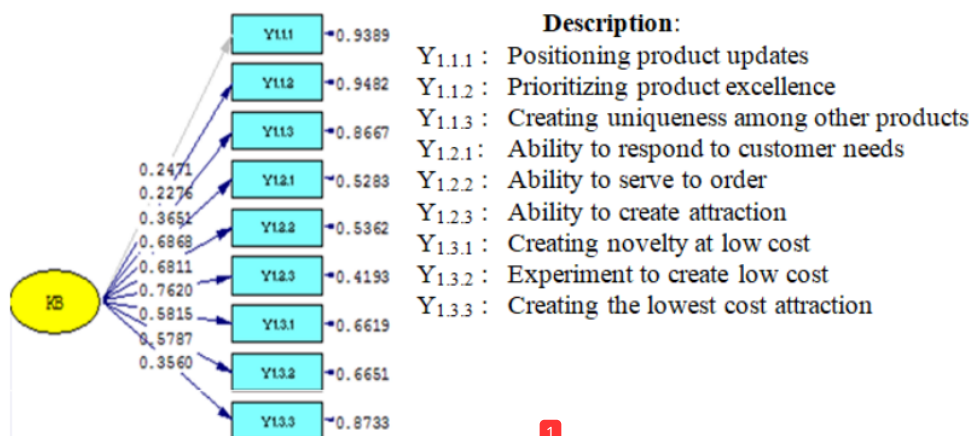 Description:
Y1.1.1 : Positioning product updates
Y1.1.2 : Prioritizing product excellence
Y1.1.3 : Creating uniqueness among other products
Y1.2.1 : Ability to respond to customer needs
Y1.2.2 : Ability to serve to order
Y1.2.3 : Ability to create attraction
Y1.3.1 : Creating novelty at low cost
Y1.3.2 : Experiment to create low cost
Y1.3.3 : Creating the lowest cost attraction
KB
0.2471
0.2276
0.3651
0.6868
0.6811
0.7620
0.5815
0.5787
0.3560
Y1.1.1 0.9389
Y1.1.2 0.9482
Y1.1.3 0.8667
Y1.2.1 0.5283
Y1.2.2 0.5362
Y1.2.3 0.4193
Y1.3.1 0.6619
Y1.3.2 0.6651
Y1.3.3 0.8733
1